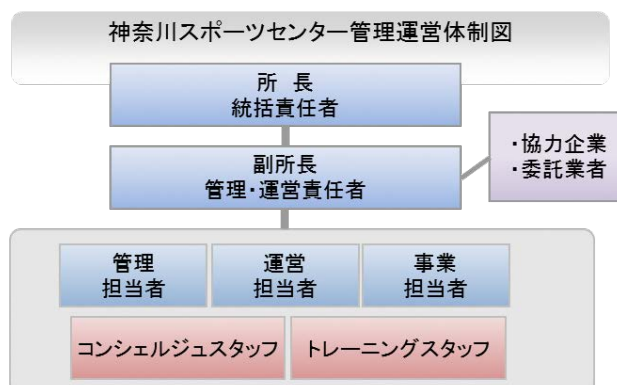 神奈川スポーツセンター管理運営体制図
所 長
統括責任者
副所長
管理・運営責任者
・協力企業
・委託業者
管理
担当者
運営
担当者
事業
担当者
コンシェルジュスタッフ
トレーニングスタッフ